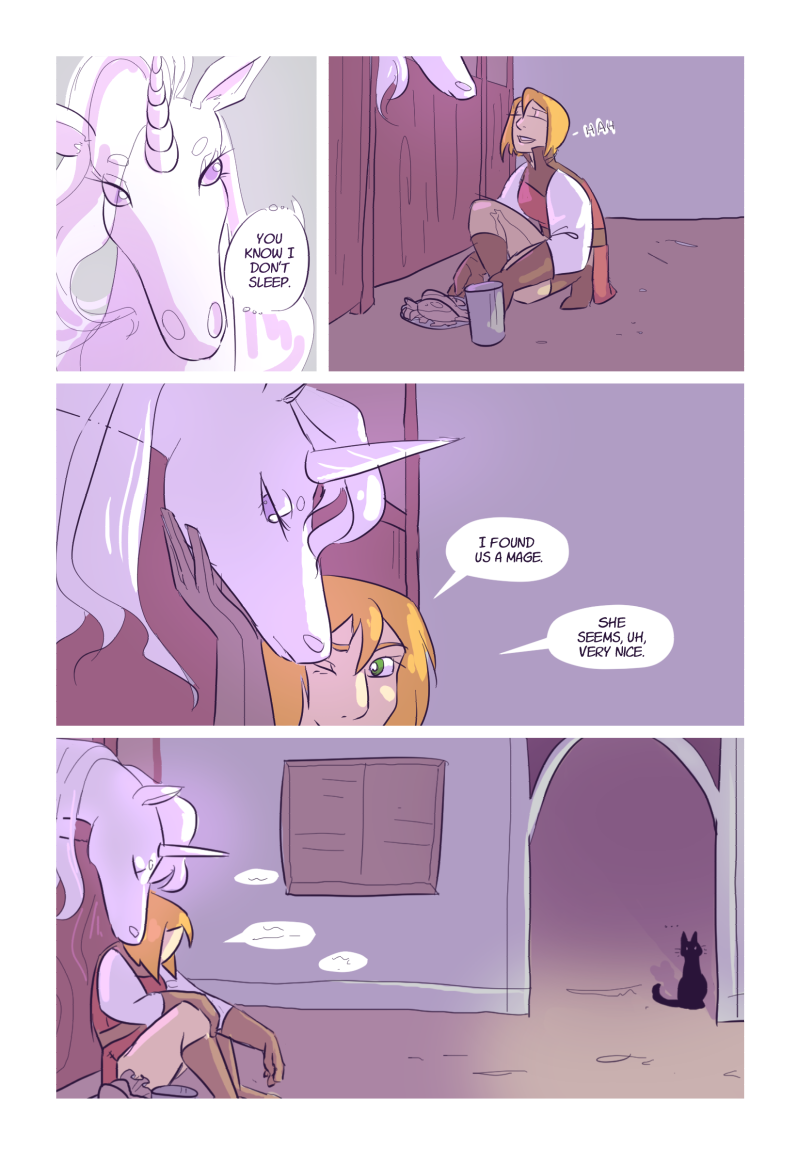 YOU
KNOW I
DON'T
SLEEP.
- HAH
I FOUND
US A MAGE.
SHE
SEEMS, UH,
VERY NICE.
...